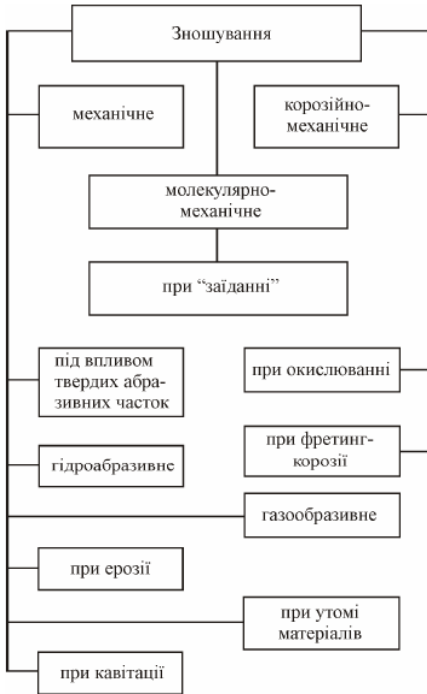 Зношування
механічне
корозійно-
механічне
молекулярно-
механічне
при “заїданні”
під впливом
твердих абра-
зивних часток
при окислюванні
гідроабразивне
при фретинг-
корозії
газообразивне
при ерозії
при утомі
матеріалів
при кавітації